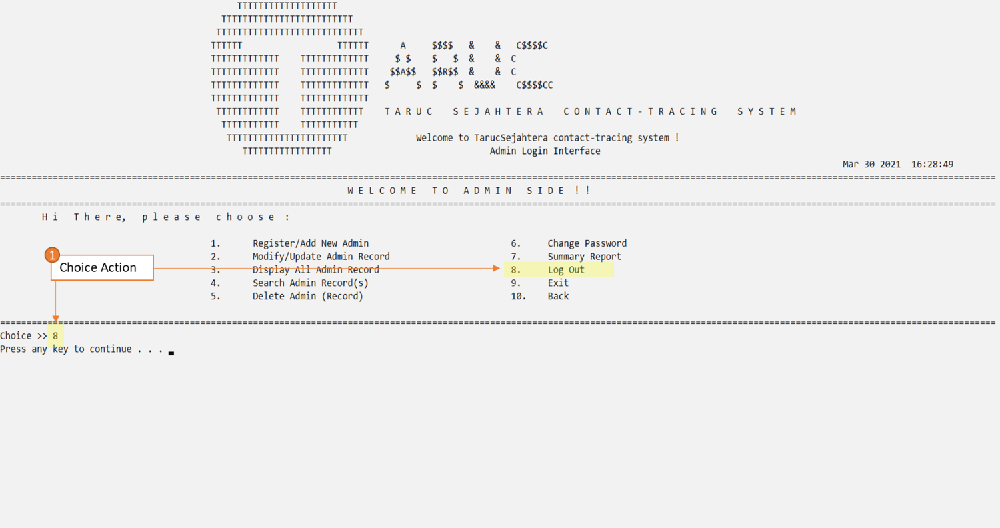 TTTTTTTTTTTTTTTTTTT
TTTTTTTTTTTTTTTTTTTTTTTTT
TTTTTTTTTTTTTTTTTTTTTTTTTTTT
TTTTTT                  TTTTTT      A     $$$$   &    &   C$$$$C
TTTTTTTTTTTTT    TTTTTTTTTTTTT     $ $    $   $  &    &  C
TTTTTTTTTTTTT    TTTTTTTTTTTTT    $$A$$   $$R$$  &    &  C
TTTTTTTTTTTTT    TTTTTTTTTTTTT   $     $  $    $  &&&&    C$$$$CC
TTTTTTTTTTTTT    TTTTTTTTTTTTT
TTTTTTTTTTTT    TTTTTTTTTTTT    T A R U C    S E J A H T E R A    C O N T A C T - T R A C I N G    S Y S T E M
TTTTTTTTTTT    TTTTTTTTTTT
TTTTTTTTTTTTTTTTTTTTTTT             Welcome to TarucSejahtera contact-tracing system !
TTTTTTTTTTTTTTTTT                              Admin Login Interface
Mar 30 2021  16:28:49
W E L C O M E   T O   A D M I N   S I D E ! !
H i   T h e r e,   p l e a s e   c h o o s e :
1.      Register/Add New Admin                           6.     Change Password
2.      Modify/Update Admin Record                       7.     Summary Report
1
Choice Action
3.      Display All Admin Record                         8.     Log Out
4.      Search Admin Record(s)                           9.     Exit
5.      Delete Admin (Record)                            10.    Back
Choice >> 8
Press any key to continue . . .